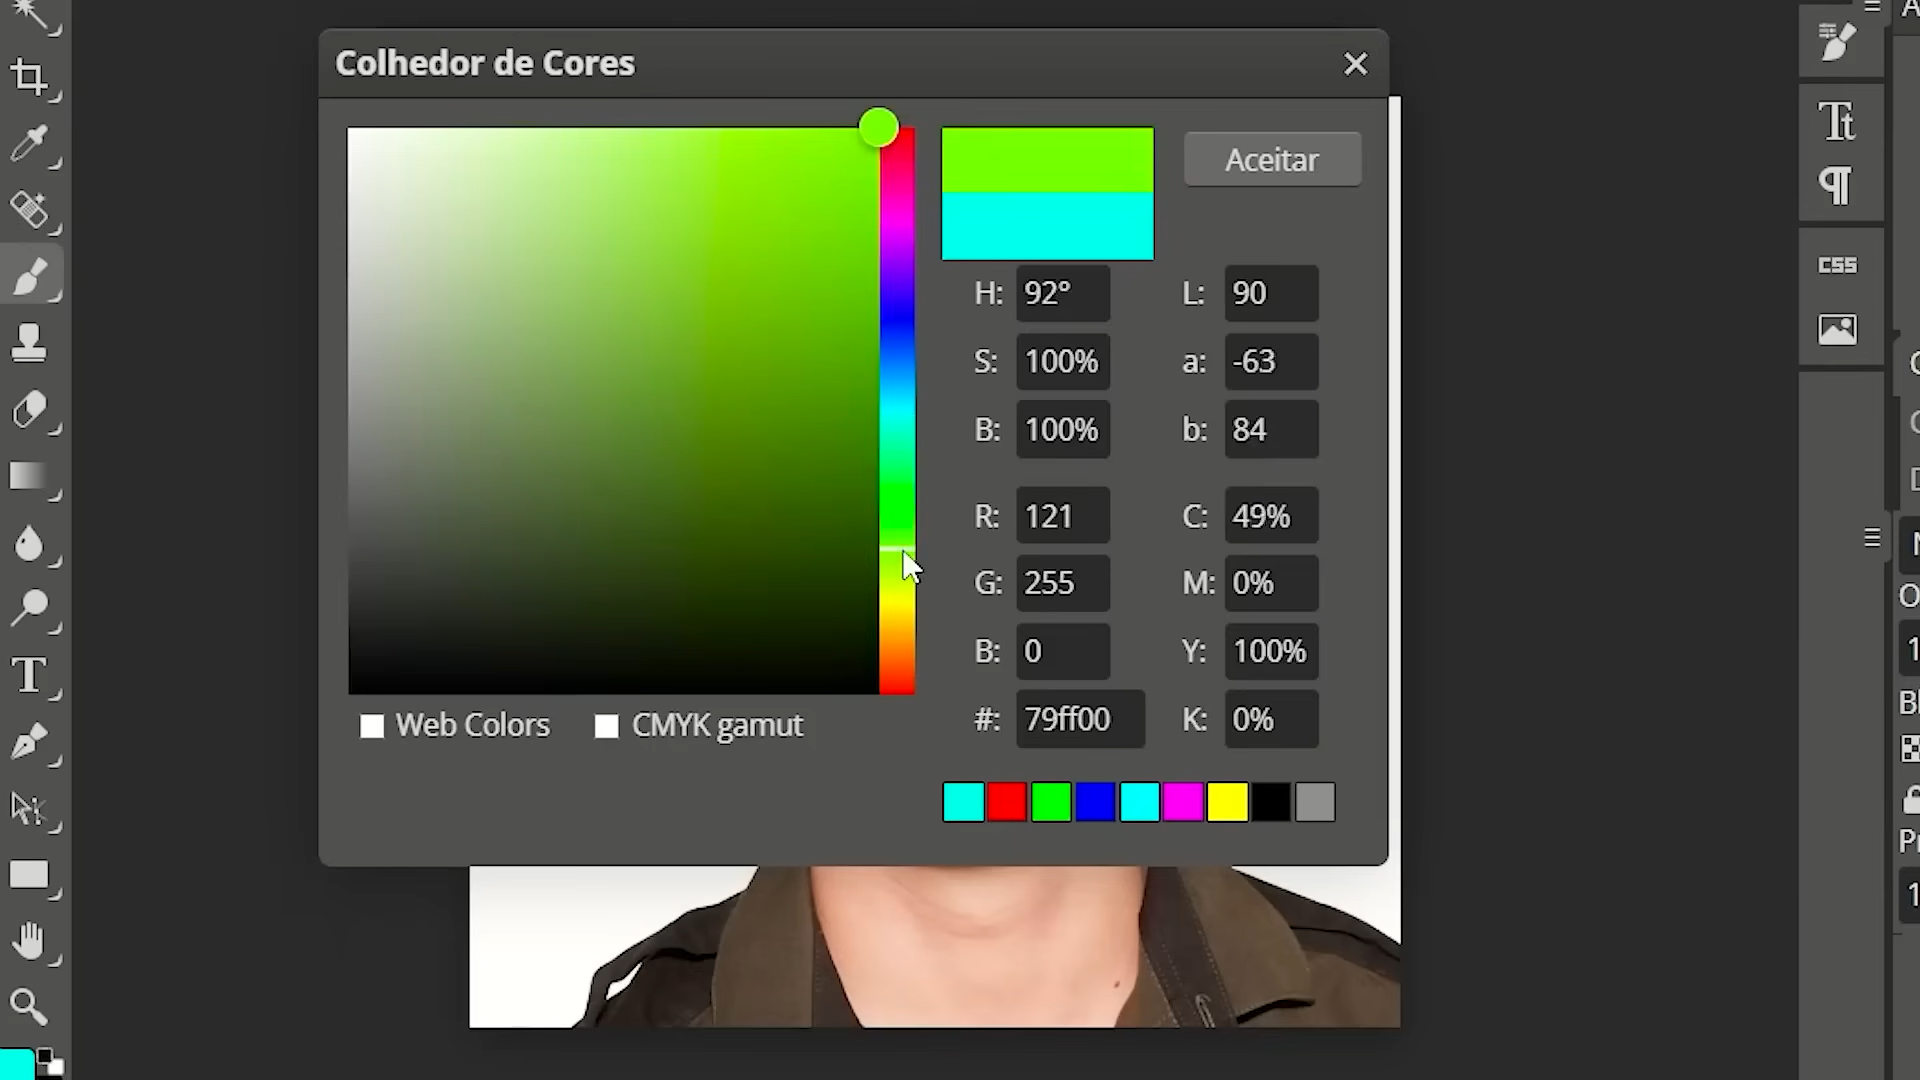 Colhedor de Cores
Aceitar
H: 92° L: 90
S: 100% a: -63
B: 100% b: 84
R: 121 C: 49%
G: 255 M: 0%
B: 0 Y: 100%
#: 79ff00 K: 0%
Web Colors CMYK gamut
Tt
¶
CSS
T